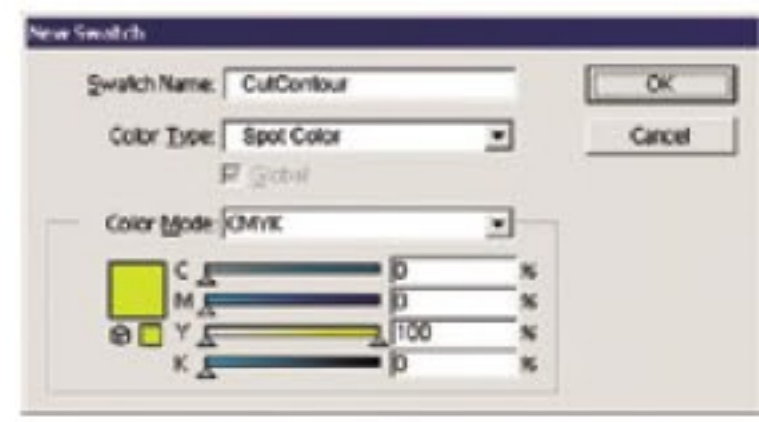 New Swatch
Swatch Name: CutContour
OK
Color Type: Spot Color
Cancel
Global
Color Mode: CMYK
C 0 %
M 0 %
Y 100 %
K 0 %